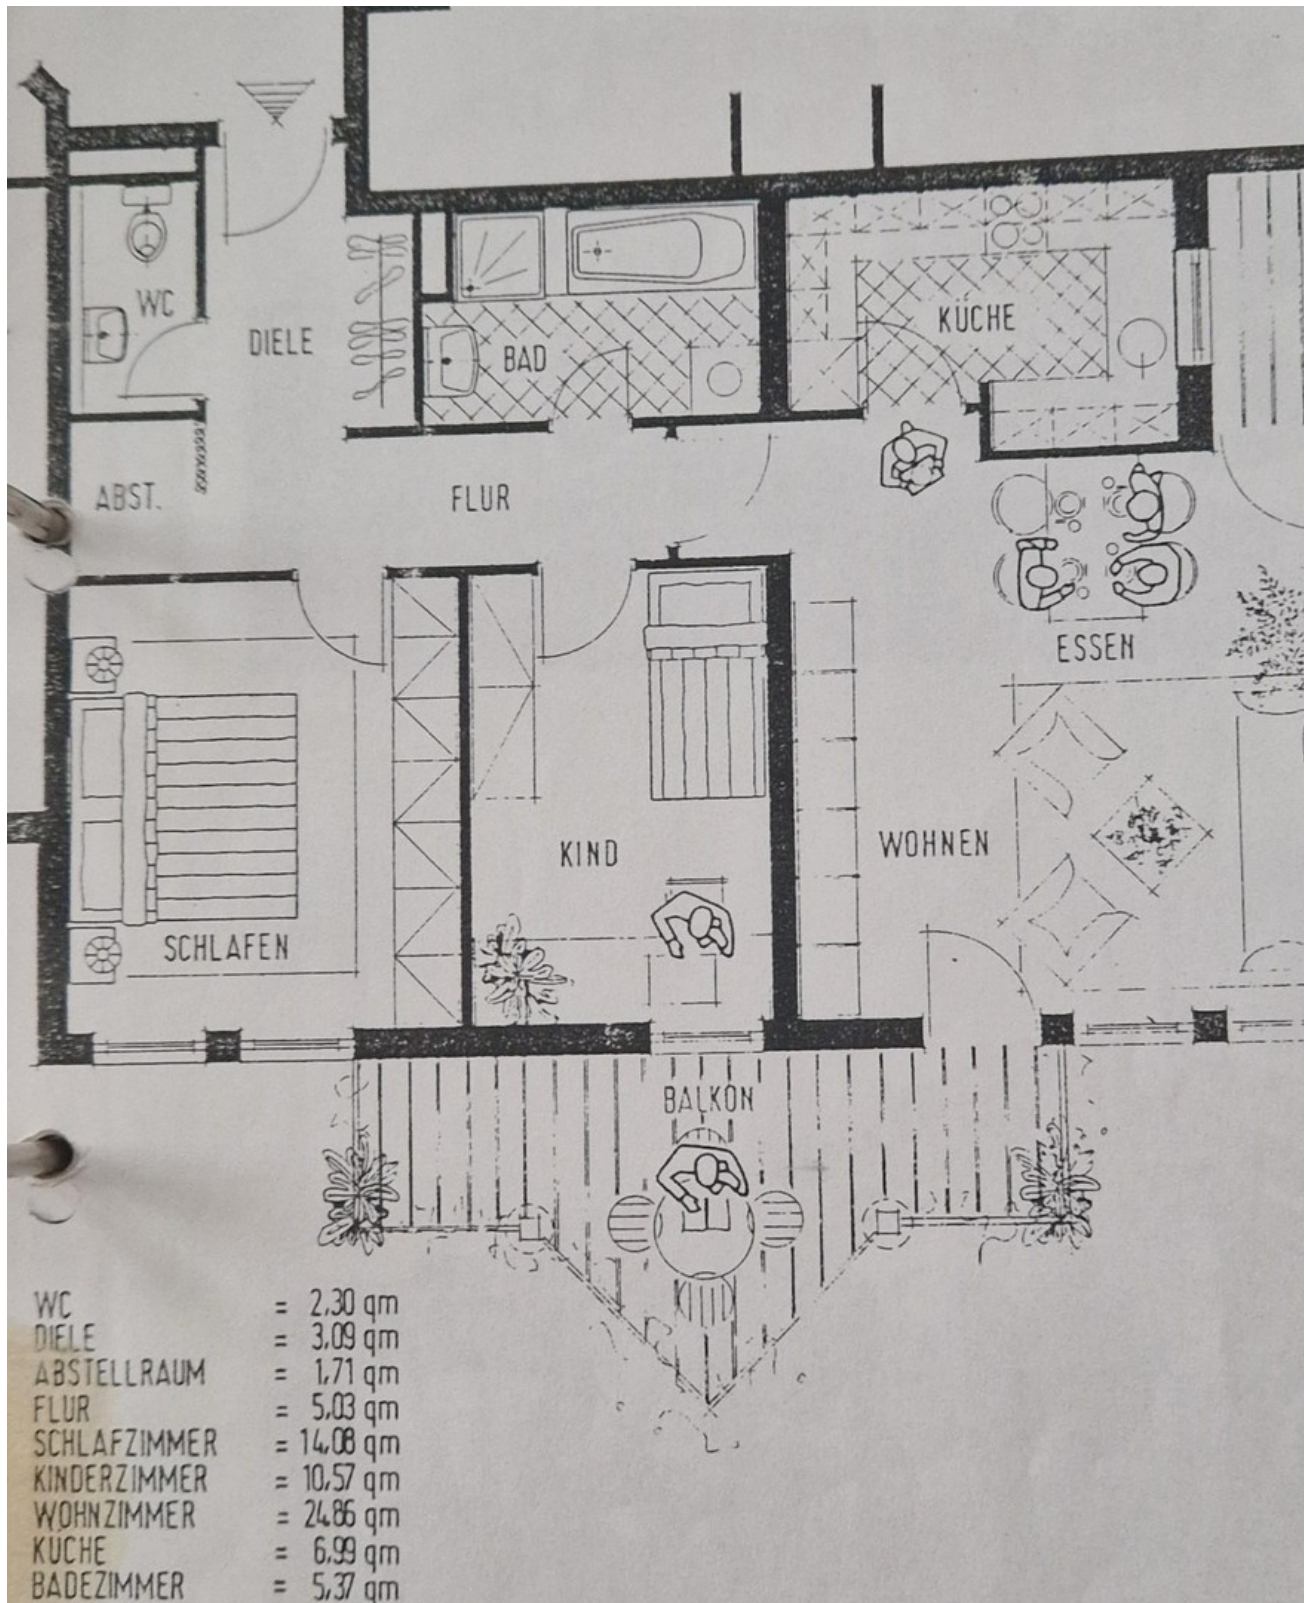 WC
DIELE
BAD
KÜCHE
ABST.
FLUR
ESSEN
KIND
WOHNEN
SCHLAFEN
BALKON
WC = 2,30 qm
DIELE = 3,09 qm
ABSTELLRAUM = 1,71 qm
FLUR = 5,03 qm
SCHLAFZIMMER = 14,08 qm
KINDERZIMMER = 10,57 qm
WOHNZIMMER = 24,86 qm
KÜCHE = 6,99 qm
BADEZIMMER = 5,37 qm